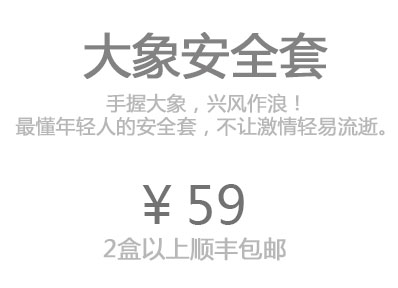 大象安全套
手握大象，兴风作浪！
最懂年轻人的安全套，不让激情轻易流逝。
￥59
2盒以上顺丰包邮